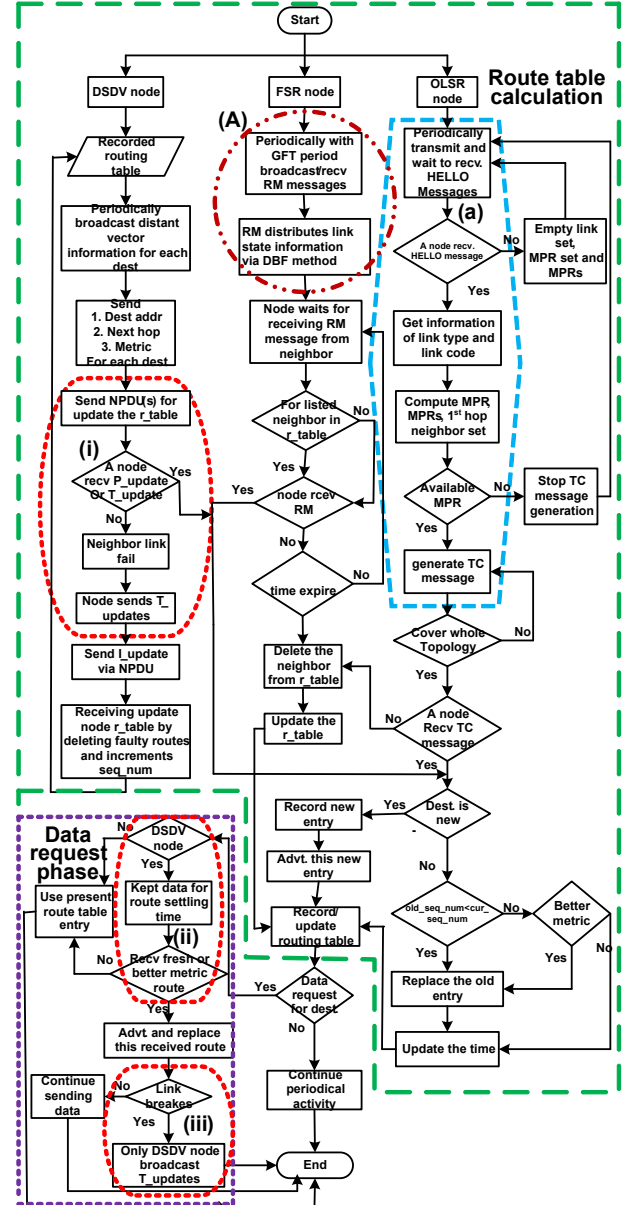 Start
DSDV node
FSR node
OLSR
node
Route table
calculation
(A)
Recorded
routing
table
Periodically with
GFT period
broadcast/recv
RM messages
Periodically
transmit and
wait to recv.
HELLO
Messages
(a)
Periodically
broadcast distant
vector
information for each
dest
RM distributes link
state information
via DBF method
A node recv.
HELLO message
No
Empty link
set,
MPR set and
MPRs
Yes
Send
1. Dest addr
2. Next hop
3. Metric
For each dest
Node waits for
receiving RM
message from
neighbor
Get information
of link type and
link code
Send NPDU(s) for
update the r_table
For listed
neighbor in
r_table
No
Compute MPR,
MPRs, 1st hop
neighbor set
(i)
A node
recv P_update
Or T_update
Yes
Yes
Yes
node rcev
RM
Available
MPR
No
Stop TC
message
generation
No
No
Yes
Neighbor link
fail
time expire
No
generate TC
message
Node sends T_
updates
Cover whole
Topology
No
Send I_update
via NPDU
Delete the
neighbor
from r_table
Yes
Receiving update
node r_table by
deleting faulty routes
and increments
seq_num
Update the
r_table
No
A node
Recv TC
message
Yes
Data
request
phase
No
DSDV
node
Record new
entry
Yes
Dest. is
new
-
Yes
Advt. this new
entry
No
Use present
route table
entry
Kept data for
route settling
time
(ii)
Record/
update
routing table
old_seq_num<cur_
seq_num
No
Better
metric
No
Recv fresh or
better metric
route
Yes
Data
request for
dest.
Yes
Yes
No
Replace the old
entry
Yes
No
Advt. and replace
this received route
Update the time
Continue
sending
data
No
Link
breakes
Continue
periodical
activity
Yes
(iii)
Only DSDV node
broadcast
T_updates
End